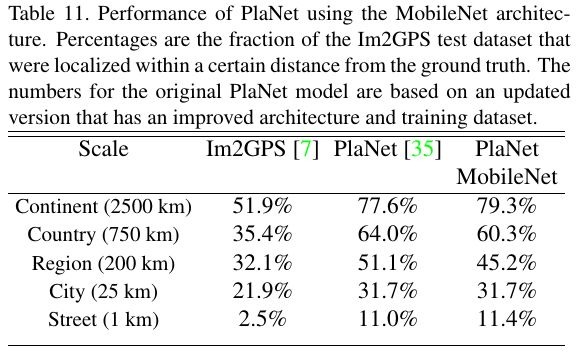 Table 11. Performance of PlaNet using the MobileNet architec-
ture. Percentages are the fraction of the Im2GPS test dataset that
were localized within a certain distance from the ground truth. The
numbers for the original PlaNet model are based on an updated
version that has an improved architecture and training dataset.
Scale Im2GPS [7] PlaNet [35] PlaNet
MobileNet
Continent (2500 km) 51.9% 77.6% 79.3%
Country (750 km) 35.4% 64.0% 60.3%
Region (200 km) 32.1% 51.1% 45.2%
City (25 km) 21.9% 31.7% 31.7%
Street (1 km) 2.5% 11.0% 11.4%